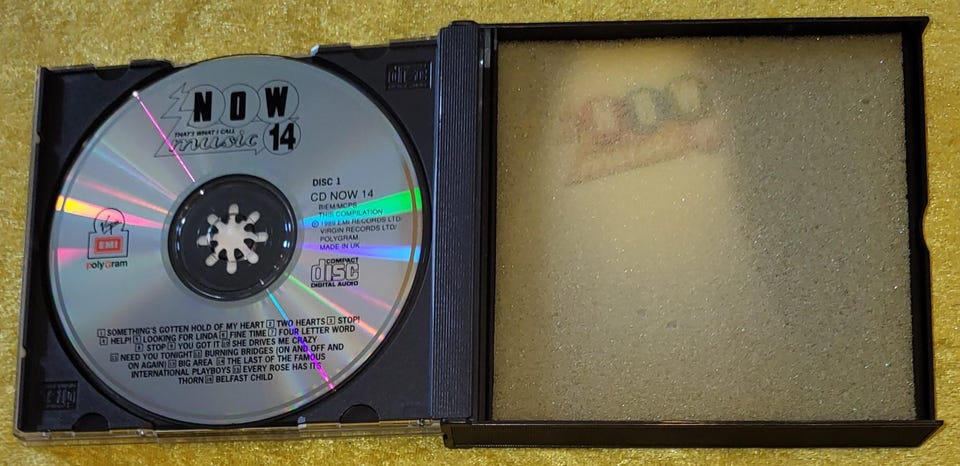 NOW
THAT'S WHAT I CALL
music 14
DISC 1
CD NOW 14
BIEM/MCPS
THIS COMPILATION
℗ 1989 EMI RECORDS LTD/
VIRGIN RECORDS LTD/
POLYGRAM
MADE IN UK
Virgin
EMI
polyGram
COMPACT
disc
DIGITAL AUDIO
1 SOMETHING'S GOTTEN HOLD OF MY HEART 2 TWO HEARTS 3 STOP!
4 HELP! 5 LOOKING FOR LINDA 6 FINE TIME 7 FOUR LETTER WORD
8 STOP 9 YOU GOT IT 10 SHE DRIVES ME CRAZY
11 NEED YOU TONIGHT 12 BURNING BRIDGES (ON AND OFF AND
ON AGAIN) 13 BIG AREA 14 THE LAST OF THE FAMOUS
INTERNATIONAL PLAYBOYS 15 EVERY ROSE HAS ITS
THORN 16 BELFAST CHILD